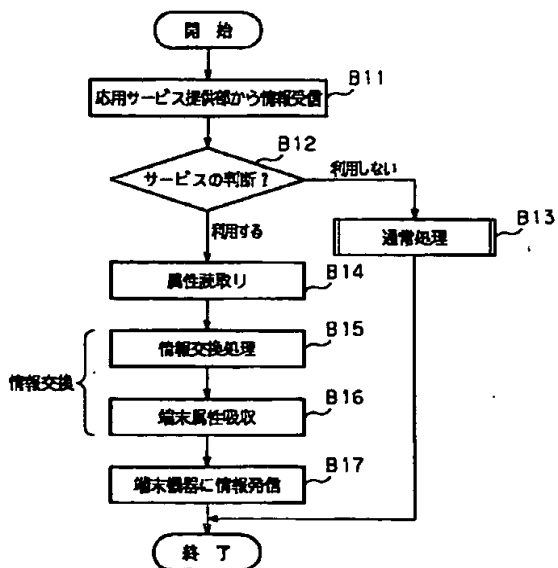 開 始
B11
応用サービス提供部から情報受信
B12
サービスの判断?
利用しない
利用する
B13
通常処理
B14
属性読取り
B15
情報交換処理
情報交換
B16
端末属性吸収
B17
端末機器に情報発信
終 了